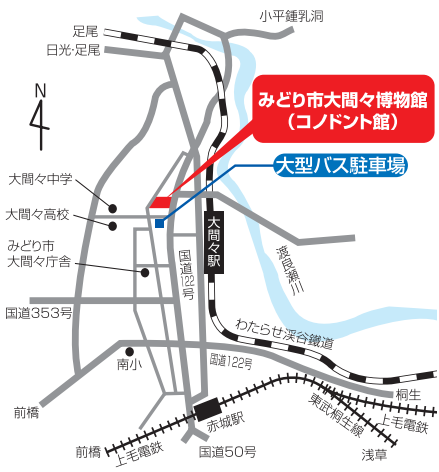 足尾
小平鍾乳洞
日光・足尾
N
みどり市大間々博物館
（コノドント館）
大型バス駐車場
大間々中学
大間々高校
みどり市
大間々庁舎
大間々駅
渡良瀬川
国道122号
国道353号
わたらせ渓谷鐵道
国道122号
南小
桐生
前橋
赤城駅
東武桐生線
上毛電鉄
前橋
上毛電鉄
国道50号
浅草